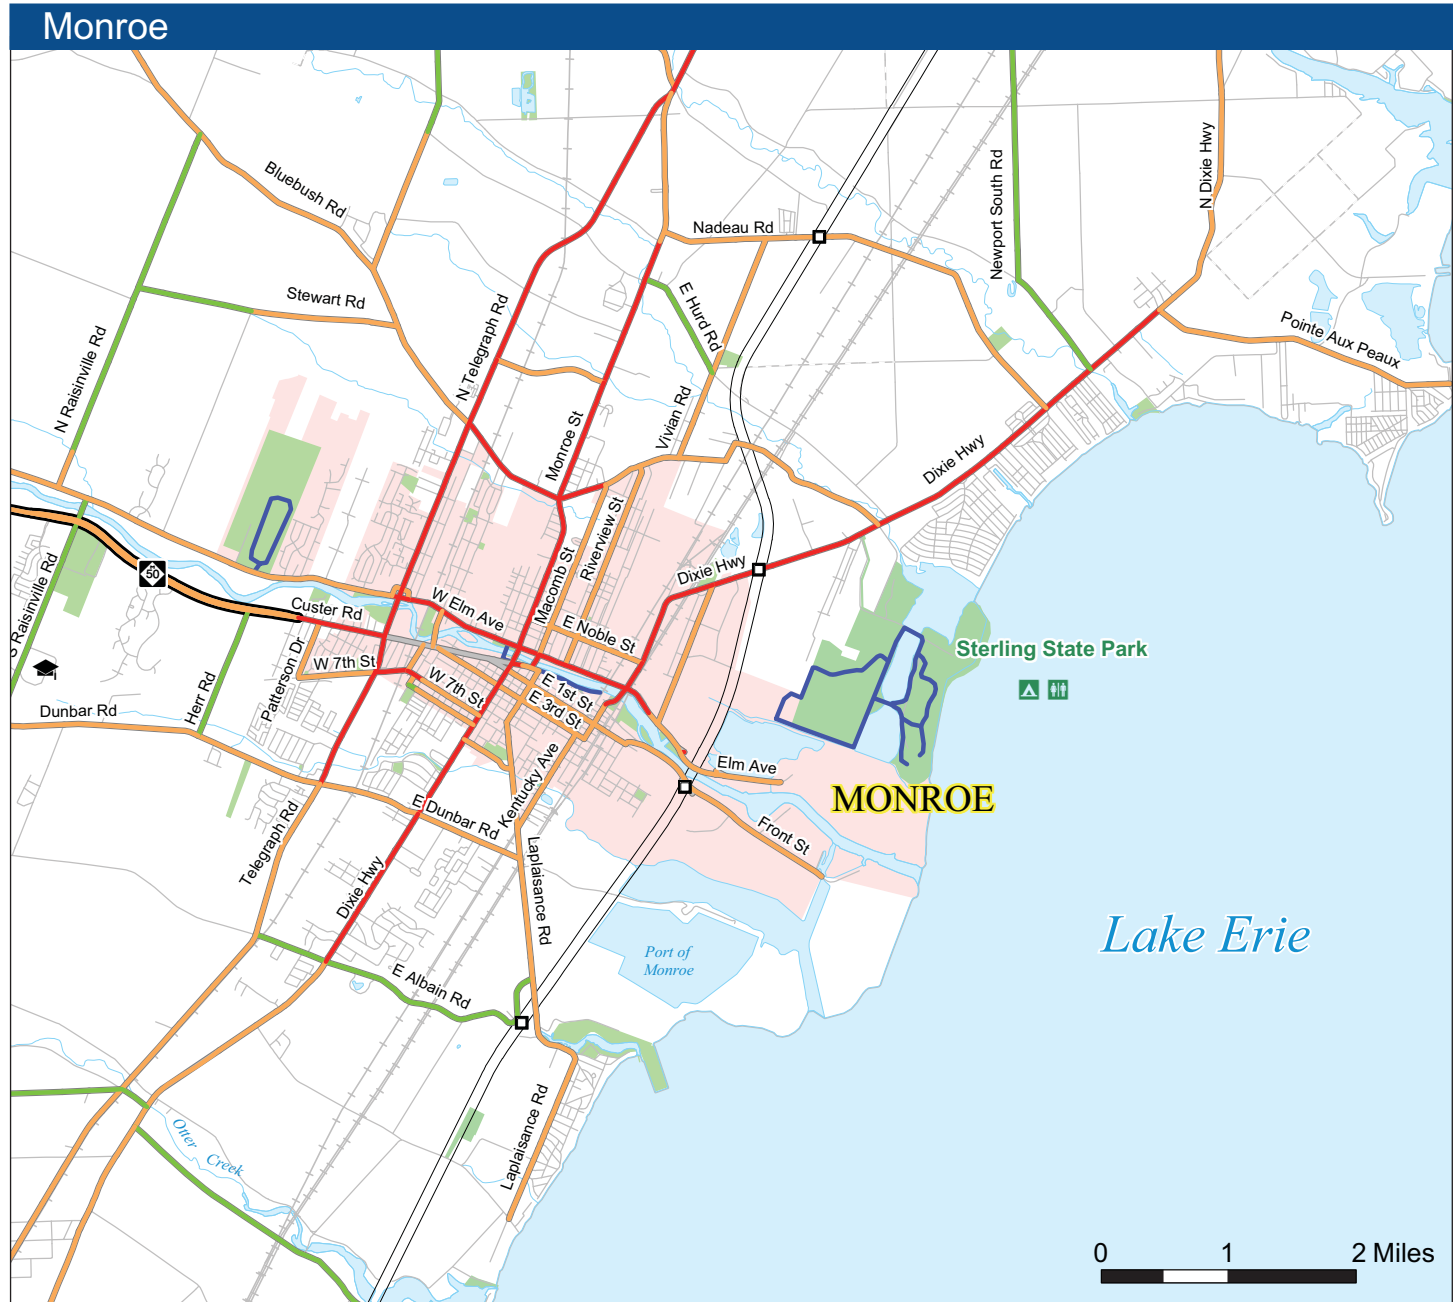 Monroe
N Dixie Hwy
Bluebush Rd
Newport South Rd
Nadeau Rd
Stewart Rd
E Hurd Rd
N Telegraph Rd
Pointe Aux Peaux
N Raisinville Rd
Vivian Rd
Monroe St
Dixie Hwy
Riverview St
50
S Raisinville Rd
Macomb St
Dixie Hwy
Custer Rd
W Elm Ave
E Noble St
Sterling State Park
Patterson Dr
W 7th St
W 7th St
E 1st St
E 3rd St
Herr Rd
Dunbar Rd
Elm Ave
MONROE
Kentucky Ave
E Dunbar Rd
Front St
Telegraph Rd
Dixie Hwy
Laplaisance Rd
Lake Erie
Port of
Monroe
E Albain Rd
Otter
Creek
Laplaisance Rd
0 1 2 Miles